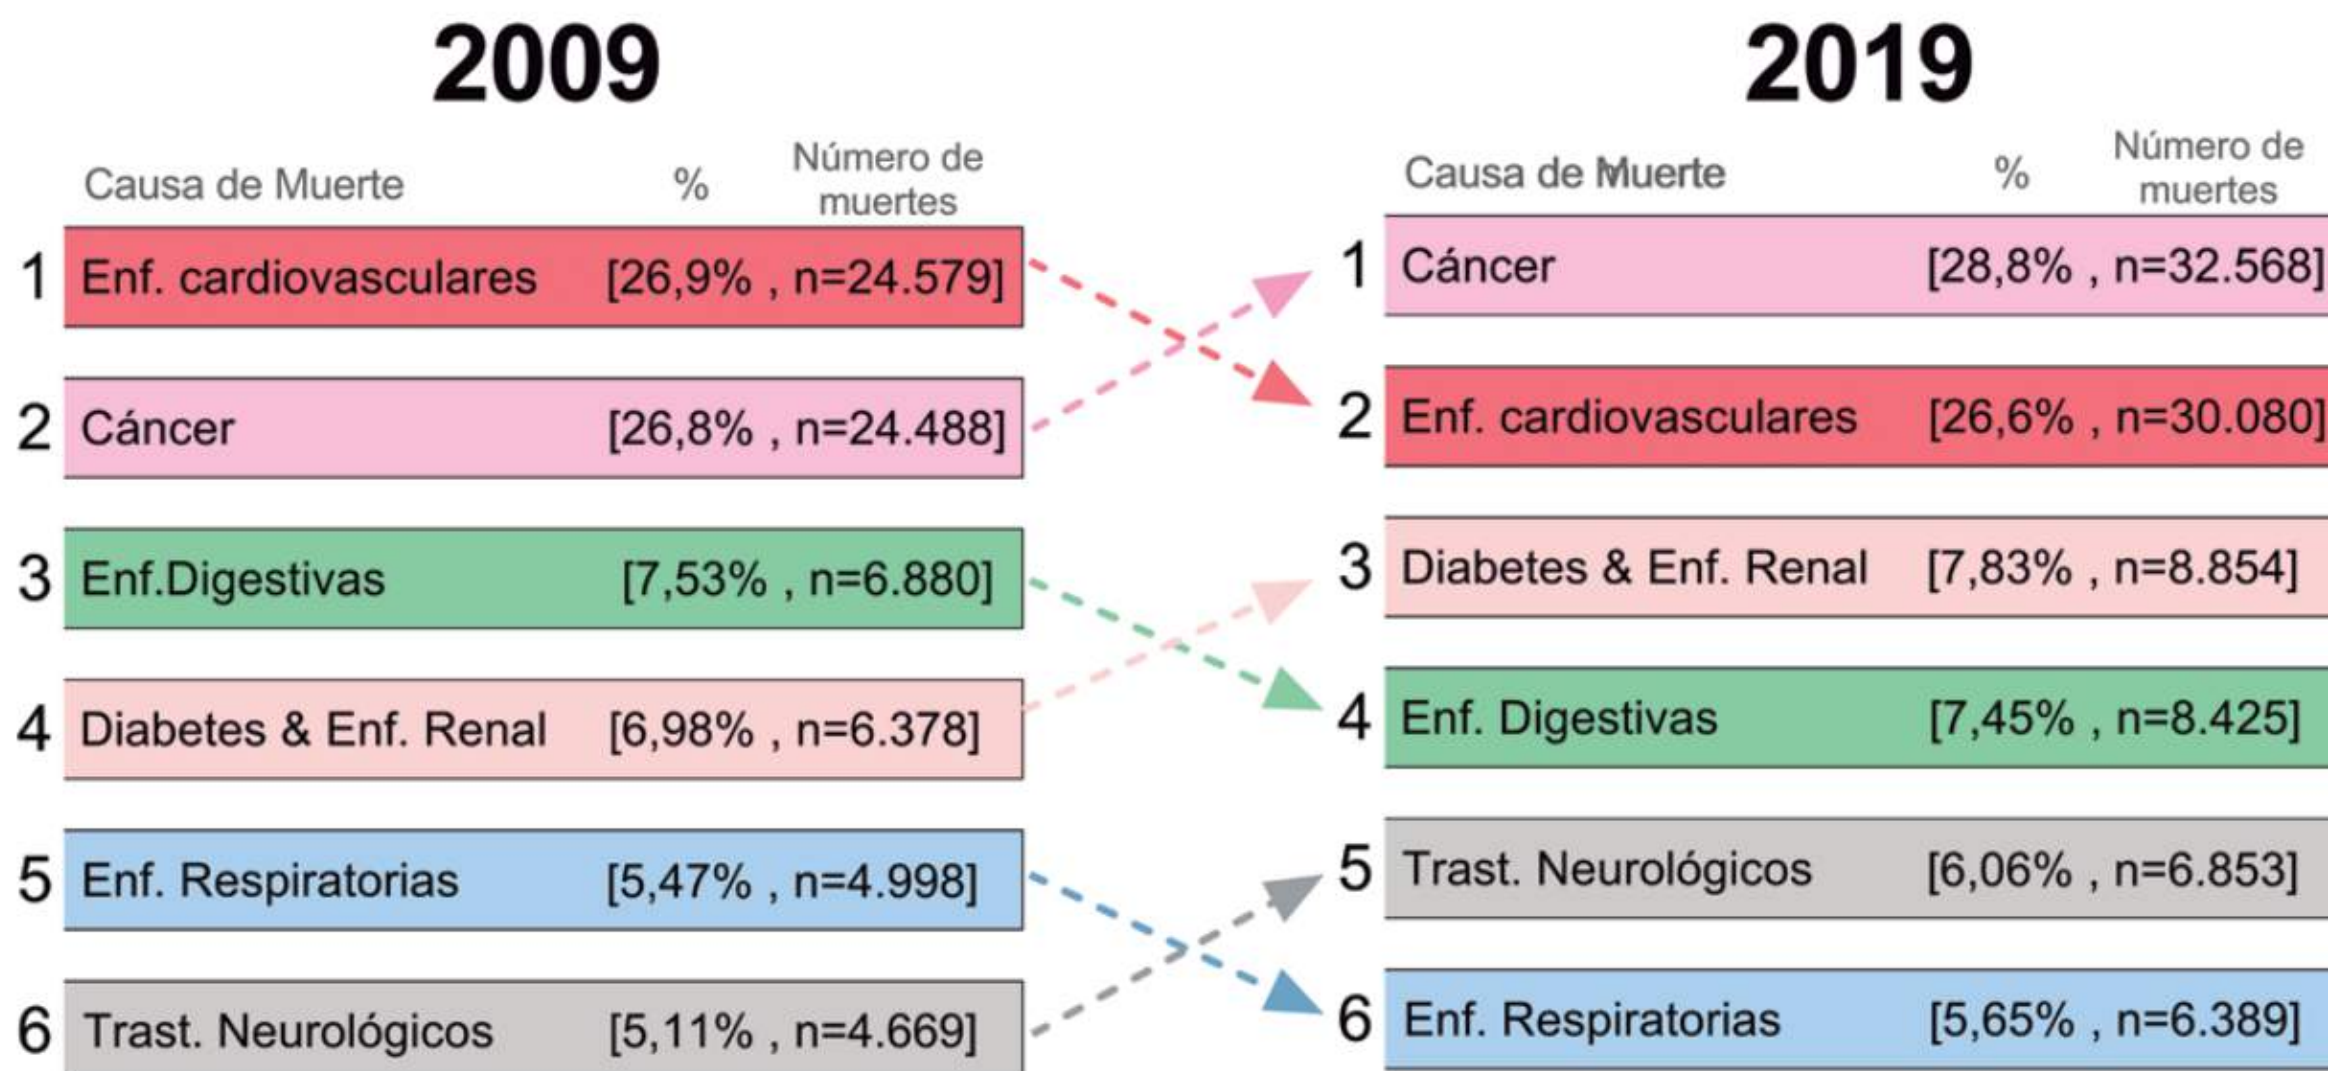 2009
Causa de Muerte % Número de muertes
1 Enf. cardiovasculares [26,9% , n=24.579]
2 Cáncer [26,8% , n=24.488]
3 Enf.Digestivas [7,53% , n=6.880]
4 Diabetes & Enf. Renal [6,98% , n=6.378]
5 Enf. Respiratorias [5,47% , n=4.998]
6 Trast. Neurológicos [5,11% , n=4.669]
2019
Causa de Muerte % Número de muertes
1 Cáncer [28,8% , n=32.568]
2 Enf. cardiovasculares [26,6% , n=30.080]
3 Diabetes & Enf. Renal [7,83% , n=8.854]
4 Enf. Digestivas [7,45% , n=8.425]
5 Trast. Neurológicos [6,06% , n=6.853]
6 Enf. Respiratorias [5,65% , n=6.389]